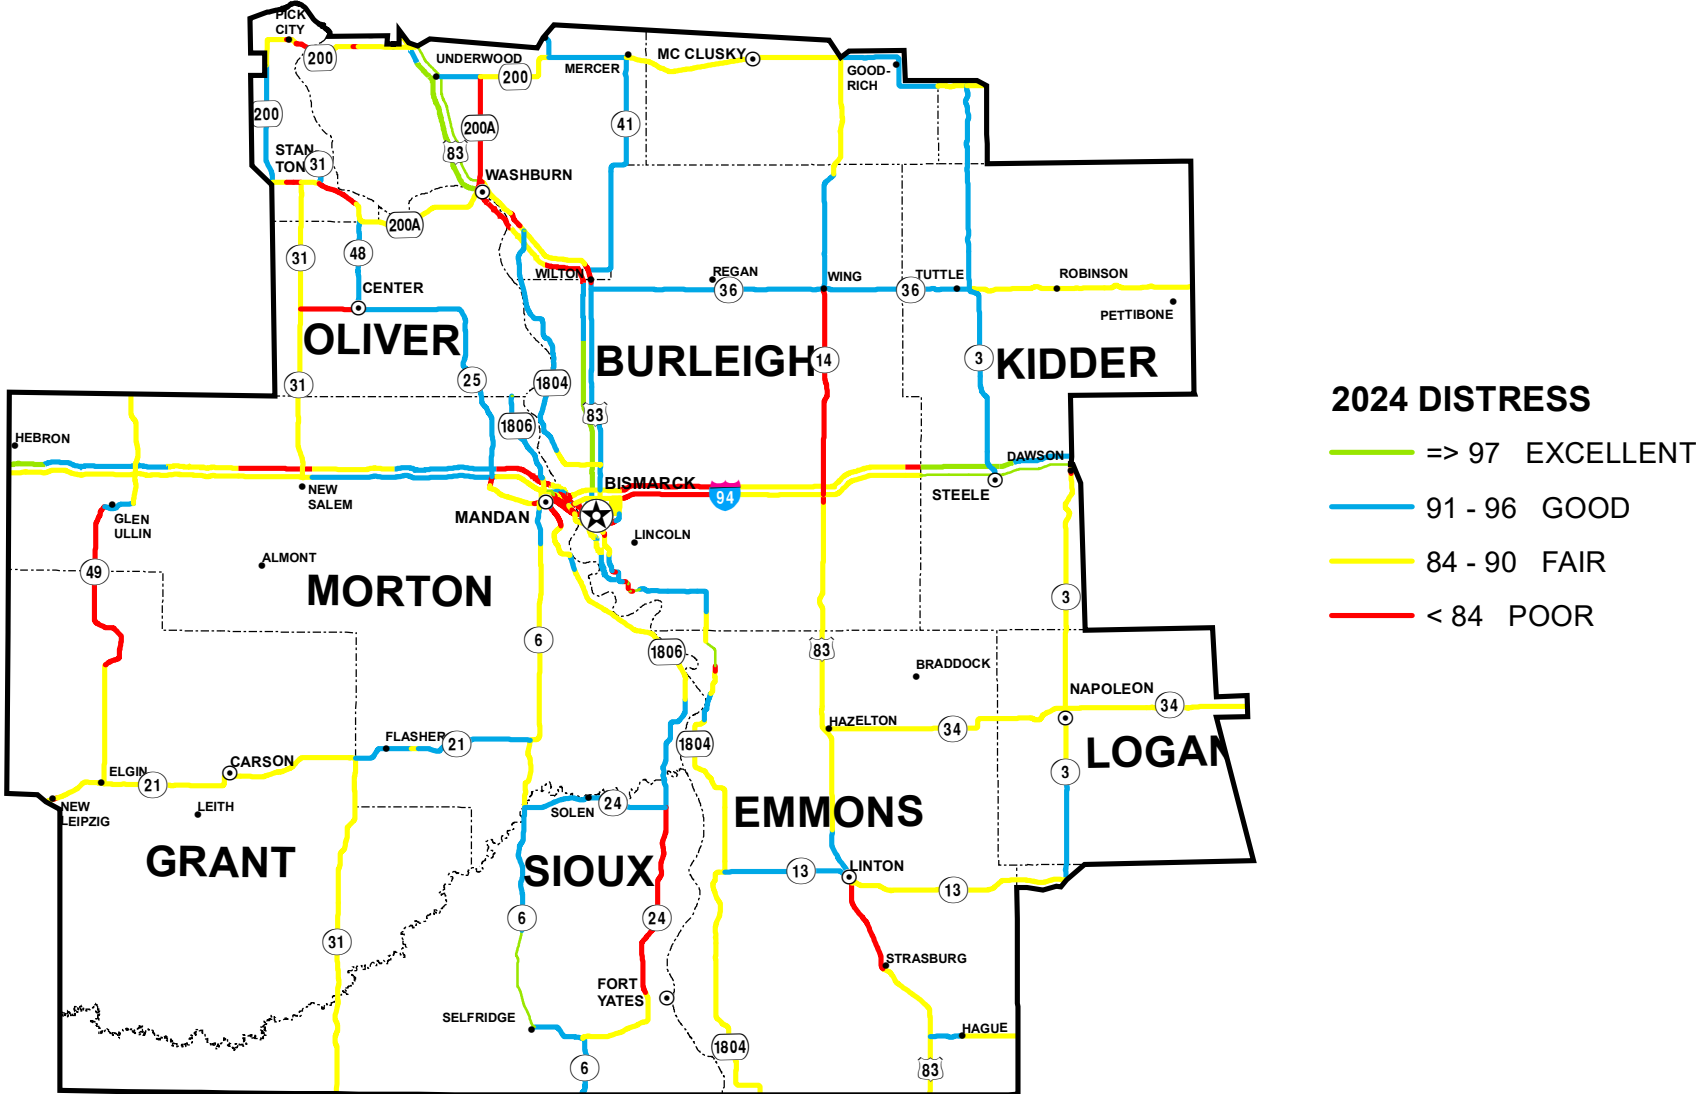 PICK
CITY
200
UNDERWOOD
200
MERCER
MC CLUSKY
GOOD-
RICH
200
200A
41
83
STAN
TON
31
WASHBURN
200A
31
48
WILTON
REGAN
36
WING
36
TUTTLE
ROBINSON
PETTIBONE
CENTER
OLIVER
BURLEIGH
14
3
KIDDER
31
25
1804
1806
83
2024 DISTRESS
=> 97 EXCELLENT
91 - 96 GOOD
84 - 90 FAIR
< 84 POOR
HEBRON
NEW
SALEM
GLEN
ULLIN
BISMARCK
94
DAWSON
STEELE
MANDAN
LINCOLN
ALMONT
49
MORTON
3
6
1806
83
BRADDOCK
NAPOLEON
34
HAZELTON
34
FLASHER
21
1804
LOGAN
CARSON
ELGIN
21
3
NEW
LEIPZIG
LEITH
SOLEN
24
EMMONS
GRANT
SIOUX
13
LINTON
13
6
24
31
STRASBURG
FORT
YATES
SELFRIDGE
HAGUE
1804
6
83